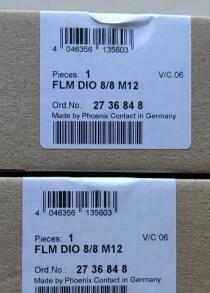 4 046356 135603
Pieces: 1 V/C:06
FLM DIO 8/8 M12
Ord.No.: 27 36 84 8
Made by Phoenix Contact in Germany
4 046356 135603
Pieces: 1 V/C:06
FLM DIO 8/8 M12
Ord.No.: 27 36 84 8
Made by Phoenix Contact in Germany